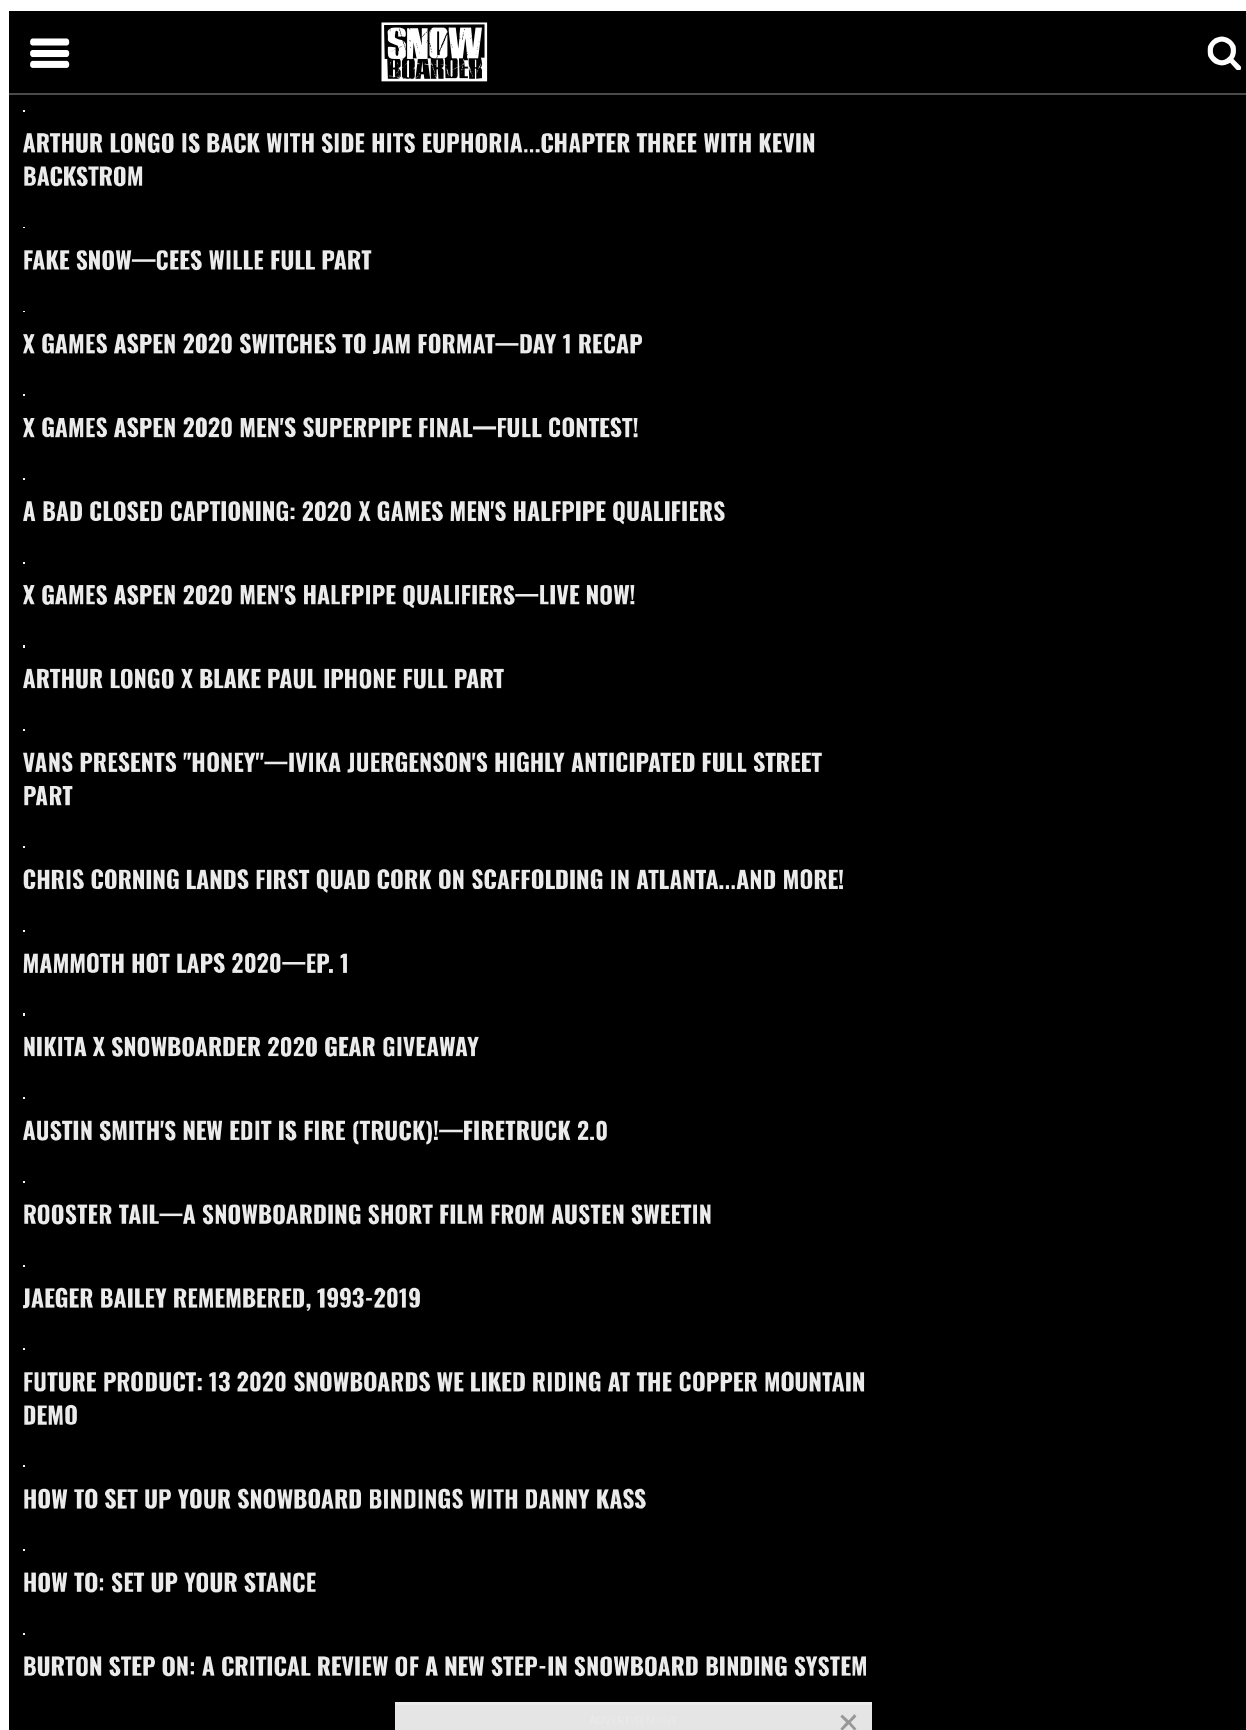 SNOW
BOARDER
ARTHUR LONGO IS BACK WITH SIDE HITS EUPHORIA...CHAPTER THREE WITH KEVIN
BACKSTROM
FAKE SNOW—CEES WILLE FULL PART
X GAMES ASPEN 2020 SWITCHES TO JAM FORMAT—DAY 1 RECAP
X GAMES ASPEN 2020 MEN'S SUPERPIPE FINAL—FULL CONTEST!
A BAD CLOSED CAPTIONING: 2020 X GAMES MEN'S HALFPIPE QUALIFIERS
X GAMES ASPEN 2020 MEN'S HALFPIPE QUALIFIERS—LIVE NOW!
ARTHUR LONGO X BLAKE PAUL IPHONE FULL PART
VANS PRESENTS "HONEY"—IVIKA JUERGENSON'S HIGHLY ANTICIPATED FULL STREET
PART
CHRIS CORNING LANDS FIRST QUAD CORK ON SCAFFOLDING IN ATLANTA...AND MORE!
MAMMOTH HOT LAPS 2020—EP. 1
NIKITA X SNOWBOARDER 2020 GEAR GIVEAWAY
AUSTIN SMITH'S NEW EDIT IS FIRE (TRUCK)!—FIRETRUCK 2.0
ROOSTER TAIL—A SNOWBOARDING SHORT FILM FROM AUSTEN SWEETIN
JAEGER BAILEY REMEMBERED, 1993-2019
FUTURE PRODUCT: 13 2020 SNOWBOARDS WE LIKED RIDING AT THE COPPER MOUNTAIN
DEMO
HOW TO SET UP YOUR SNOWBOARD BINDINGS WITH DANNY KASS
HOW TO: SET UP YOUR STANCE
BURTON STEP ON: A CRITICAL REVIEW OF A NEW STEP-IN SNOWBOARD BINDING SYSTEM